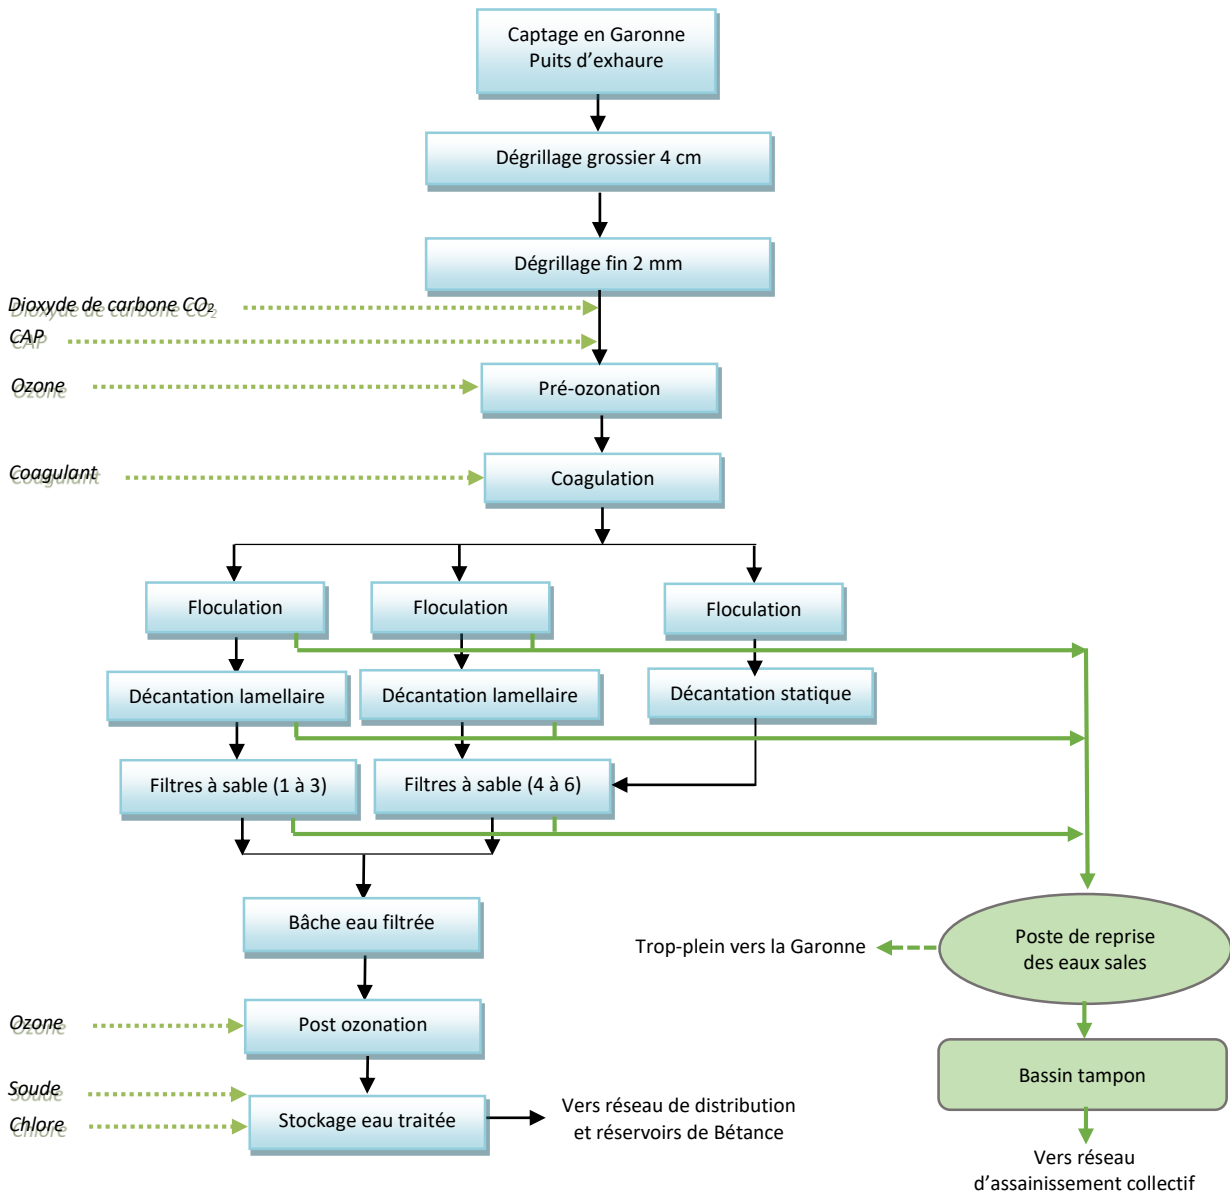 Captage en Garonne
Puits d’exhaure
Dégrillage grossier 4 cm
Dégrillage fin 2 mm
Dioxyde de carbone CO₂
CAP
Ozone
Pré-ozonation
Coagulant
Coagulation
Floculation
Floculation
Floculation
Décantation lamellaire
Décantation lamellaire
Décantation statique
Filtres à sable (1 à 3)
Filtres à sable (4 à 6)
Bâche eau filtrée
Trop-plein vers la Garonne
Poste de reprise
des eaux sales
Ozone
Post ozonation
Bassin tampon
Soude
Chlore
Stockage eau traitée
Vers réseau de distribution
et réservoirs de Bétance
Vers réseau
d’assainissement collectif